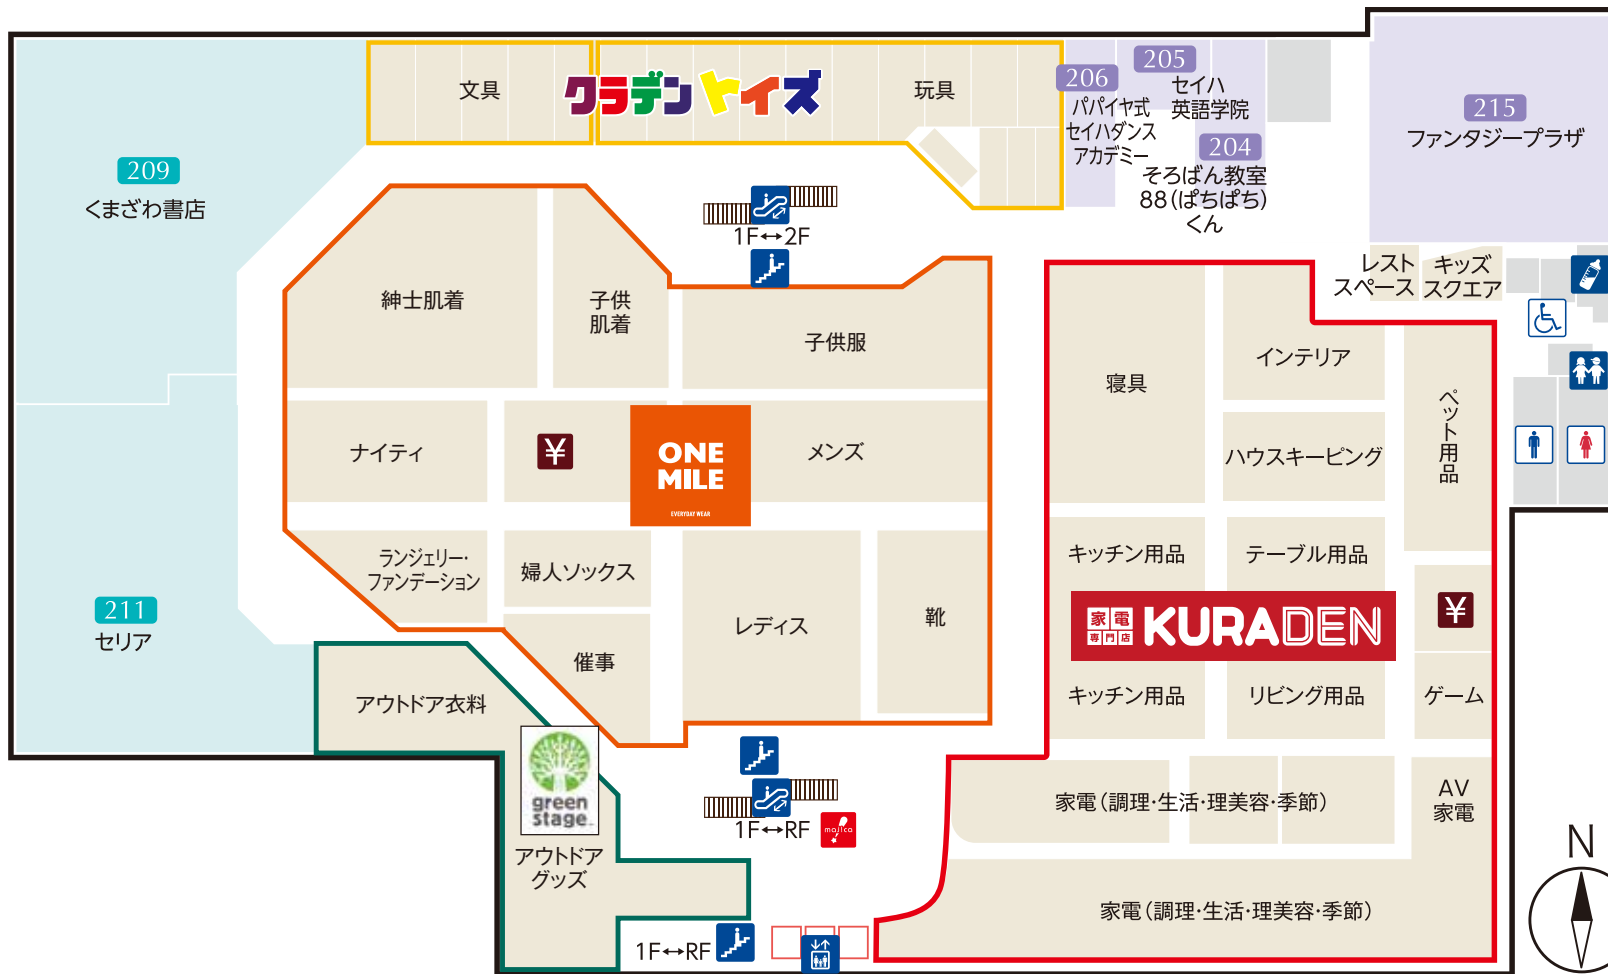 文具
クラデントイズ
玩具
206
パパイヤ式
セイハダンス
アカデミー
205
セイハ
英語学院
204
そろばん教室
88(ぱちぱち)
くん
215
ファンタジープラザ
209
くまざわ書店
1F↔2F
レスト
スペース
キッズ
スクエア
紳士肌着
子供
肌着
子供服
インテリア
寝具
ペット用品
ナイティ
¥
ONE
MILE
EVERYDAY WEAR
メンズ
ハウスキーピング
ランジェリー・
ファンデーション
婦人ソックス
キッチン用品
テーブル用品
211
セリア
レディス
靴
家電
専門店
KURADEN
¥
催事
アウトドア衣料
キッチン用品
リビング用品
ゲーム
green
stage
アウトドア
グッズ
1F↔RF
majica
家電(調理・生活・理美容・季節)
AV
家電
N
家電(調理・生活・理美容・季節)
1F↔RF